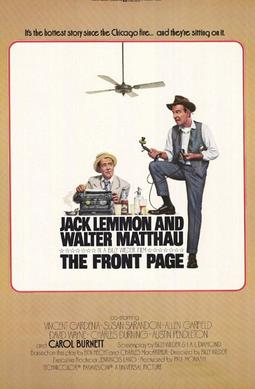 It's the hottest story since the Chicago fire... and they're sitting on it.
JACK LEMMON AND
WALTER MATTHAU
IS A BILLY WILDER FILM
THE FRONT PAGE
co-starring
VINCENT GARDENIA · SUSAN SARANDON · ALLEN GARFIELD
DAVID WAYNE · CHARLES DURNING · AUSTIN PENDLETON
and CAROL BURNETT Screenplay by BILLY WILDER & I.A.L. DIAMOND
Based on the play by BEN HECHT and CHARLES MacARTHUR Directed by BILLY WILDER
Executive Producer JENNINGS LANG Produced by PAUL MONASH
TECHNICOLOR® PANAVISION® A UNIVERSAL PICTURE